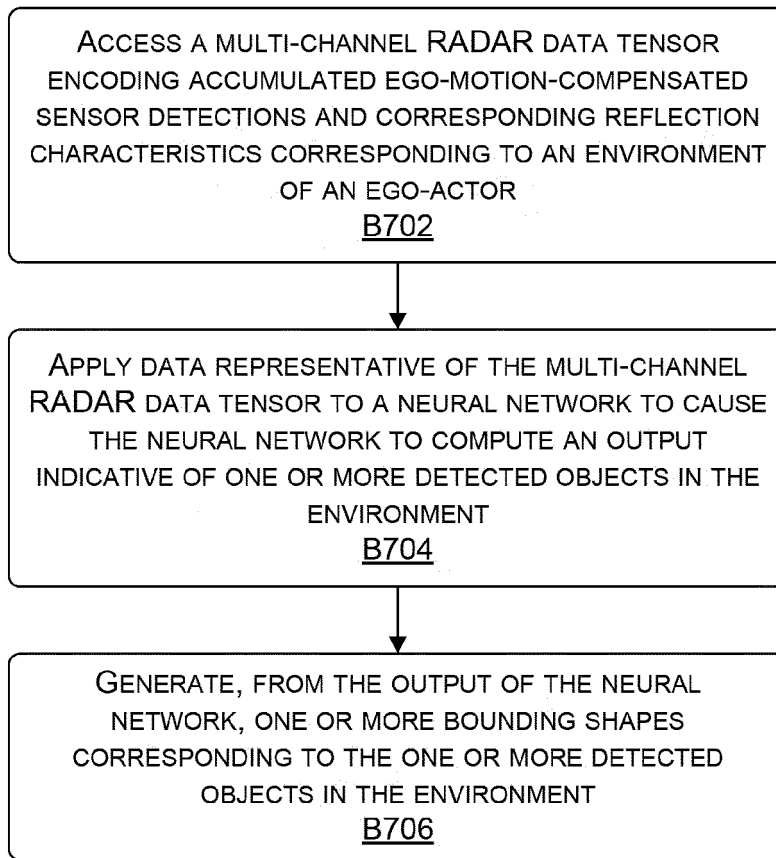 ACCESS A MULTI-CHANNEL RADAR DATA TENSOR
ENCODING ACCUMULATED EGO-MOTION-COMPENSATED
SENSOR DETECTIONS AND CORRESPONDING REFLECTION
CHARACTERISTICS CORRESPONDING TO AN ENVIRONMENT
OF AN EGO-ACTOR
B702
APPLY DATA REPRESENTATIVE OF THE MULTI-CHANNEL
RADAR DATA TENSOR TO A NEURAL NETWORK TO CAUSE
THE NEURAL NETWORK TO COMPUTE AN OUTPUT
INDICATIVE OF ONE OR MORE DETECTED OBJECTS IN THE
ENVIRONMENT
B704
GENERATE, FROM THE OUTPUT OF THE NEURAL
NETWORK, ONE OR MORE BOUNDING SHAPES
CORRESPONDING TO THE ONE OR MORE DETECTED
OBJECTS IN THE ENVIRONMENT
B706